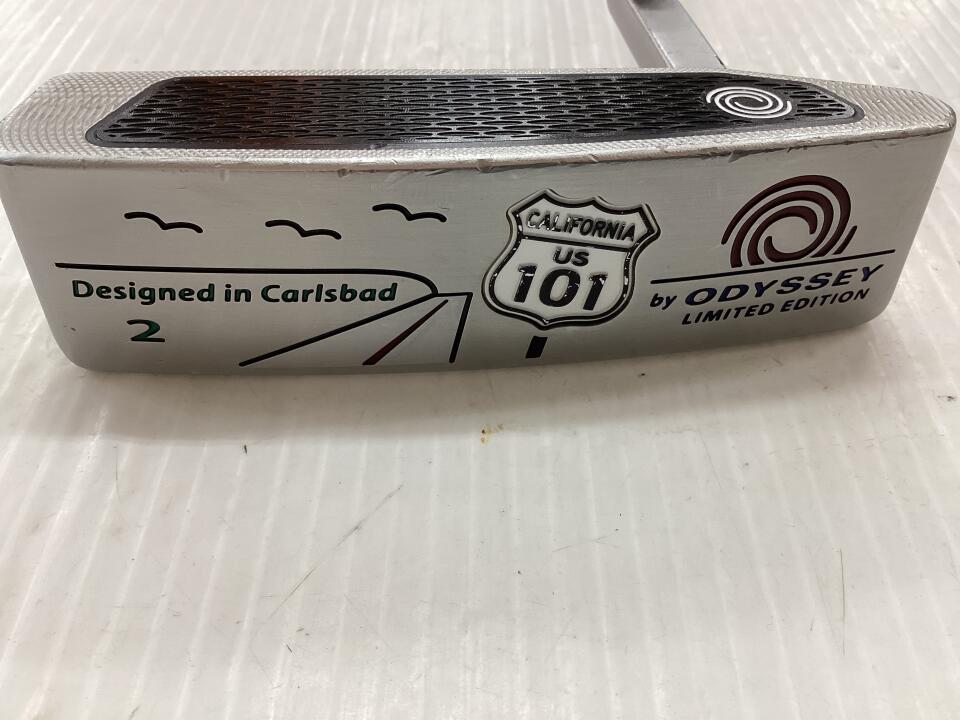 Designed in Carlsbad
2
CALIFORNIA
US
101
by ODYSSEY
LIMITED EDITION